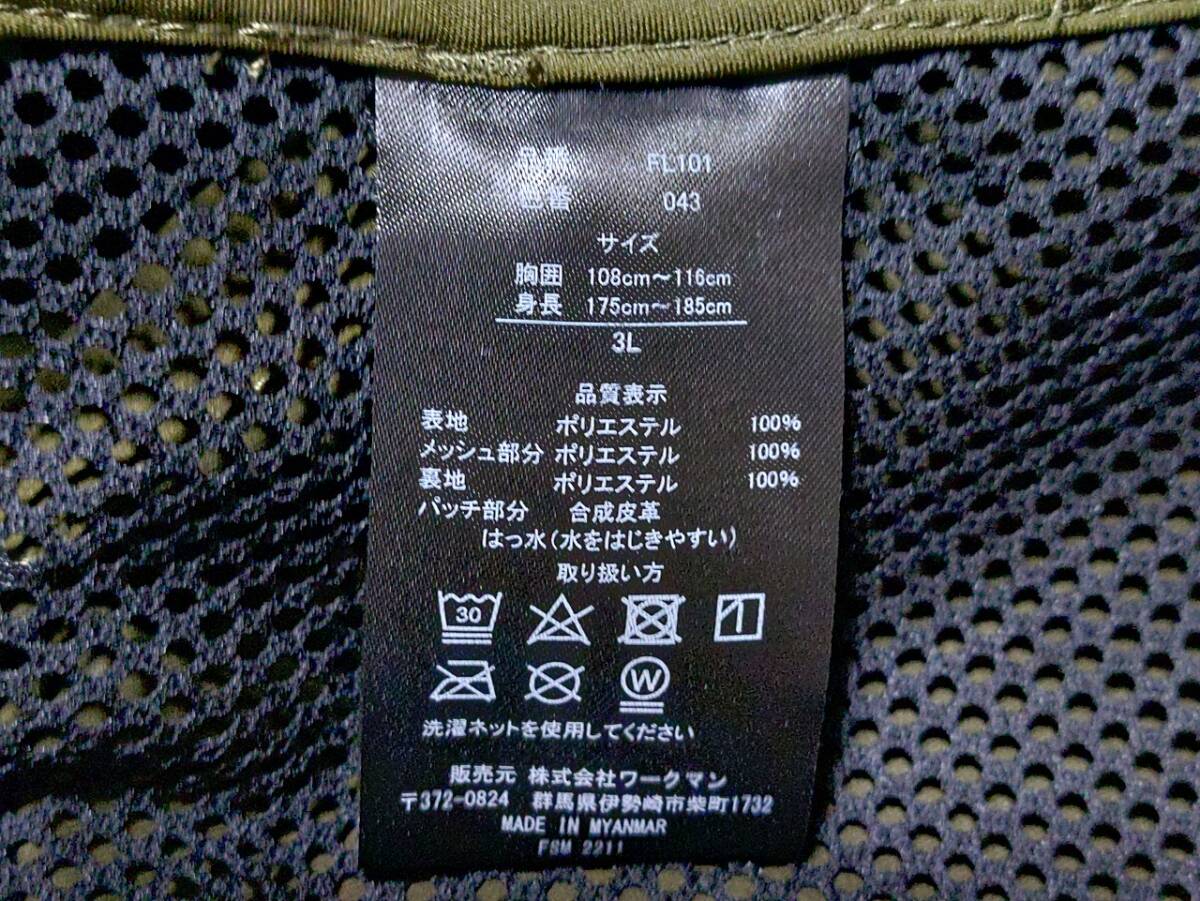 品番 FL101
色番 043
サイズ
胸囲 108cm～116cm
身長 175cm～185cm
3L
品質表示
表地 ポリエステル 100%
メッシュ部分 ポリエステル 100%
裏地 ポリエステル 100%
パッチ部分 合成皮革
はっ水(水をはじきやすい)
取り扱い方
30
W
洗濯ネットを使用してください
販売元 株式会社ワークマン
〒372-0824 群馬県伊勢崎市柴町1732
MADE IN MYANMAR
FSM 2211